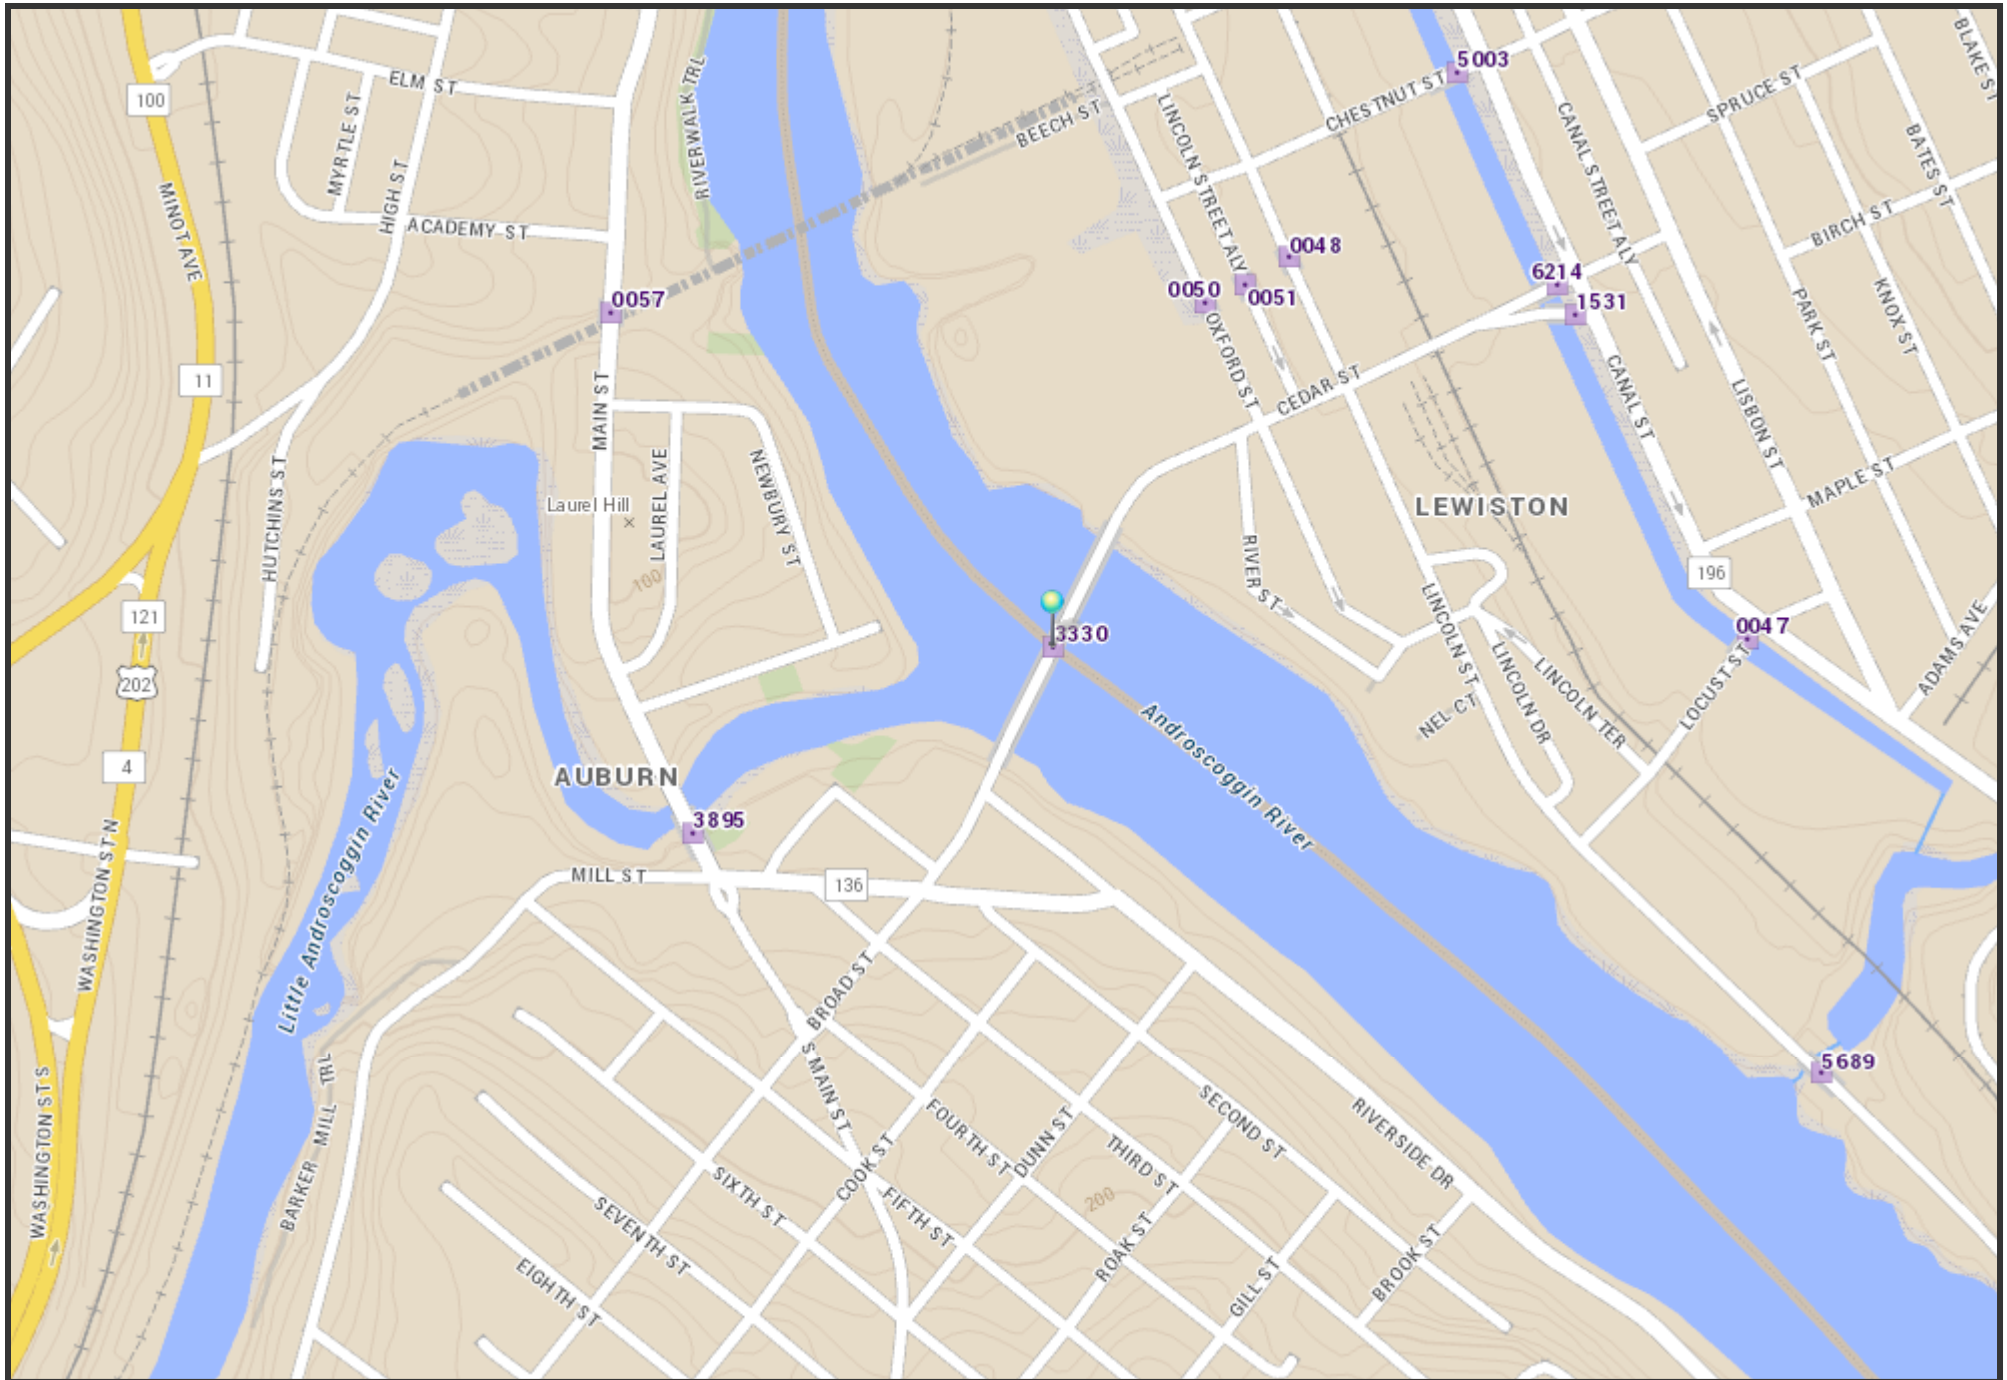 BLAKE ST
5003
RIVERWALK TRL
ELM ST
100
SPRUCE ST
CHESTNUT ST
BEECH ST
LINCOLN STREET ALY
CANAL STREET ALY
MYRTLE ST
BATES ST
HIGH ST
MINOT AVE
ACADEMY ST
BIRCH ST
0048
6214
0050
0051
1531
0057
KNOX ST
PARK ST
OXFORD ST
11
CEDAR ST
MAIN ST
CANAL ST
LISBON ST
HUTCHINS ST
LAUREL AVE
NEWBURY ST
MAPLE ST
Laurel Hill
LEWISTON
RIVER ST
100
196
121
LINCOLN ST
3330
0047
ADAMS AVE
202
LINCOLN DR
LINCOLN TER
LOCUST ST
NEL CT
4
AUBURN
Androscoggin River
3895
Little Androscoggin River
WASHINGTON ST N
MILL ST
136
BROAD ST
S MAIN ST
5689
BARKER MILL TRL
WASHINGTON ST S
SECOND ST
RIVERSIDE DR
FOURTH ST
DUNN ST
THIRD ST
COOK ST
SIXTH ST
FIFTH ST
200
SEVENTH ST
ROAK ST
BROOK ST
GILL ST
EIGHTH ST